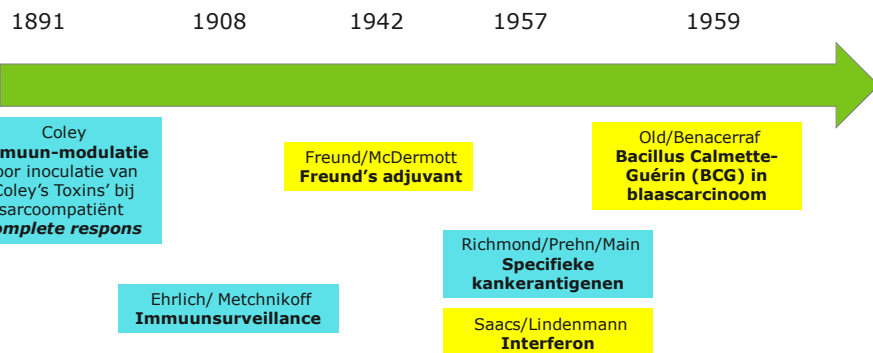 1891 1908 1942 1957 1959
Coley
muun-modulatie
oor inoculatie van
Coley's Toxins' bij
sarcoompatiënt
mplete respons
Freund/McDermott
Freund's adjuvant
Old/Benacerraf
Bacillus Calmette-
Guérin (BCG) in
blaascarcinoom
Richmond/Prehn/Main
Specifieke
kankerantigenen
Ehrlich/ Metchnikoff
Immuunsurveillance
Saacs/Lindenmann
Interferon